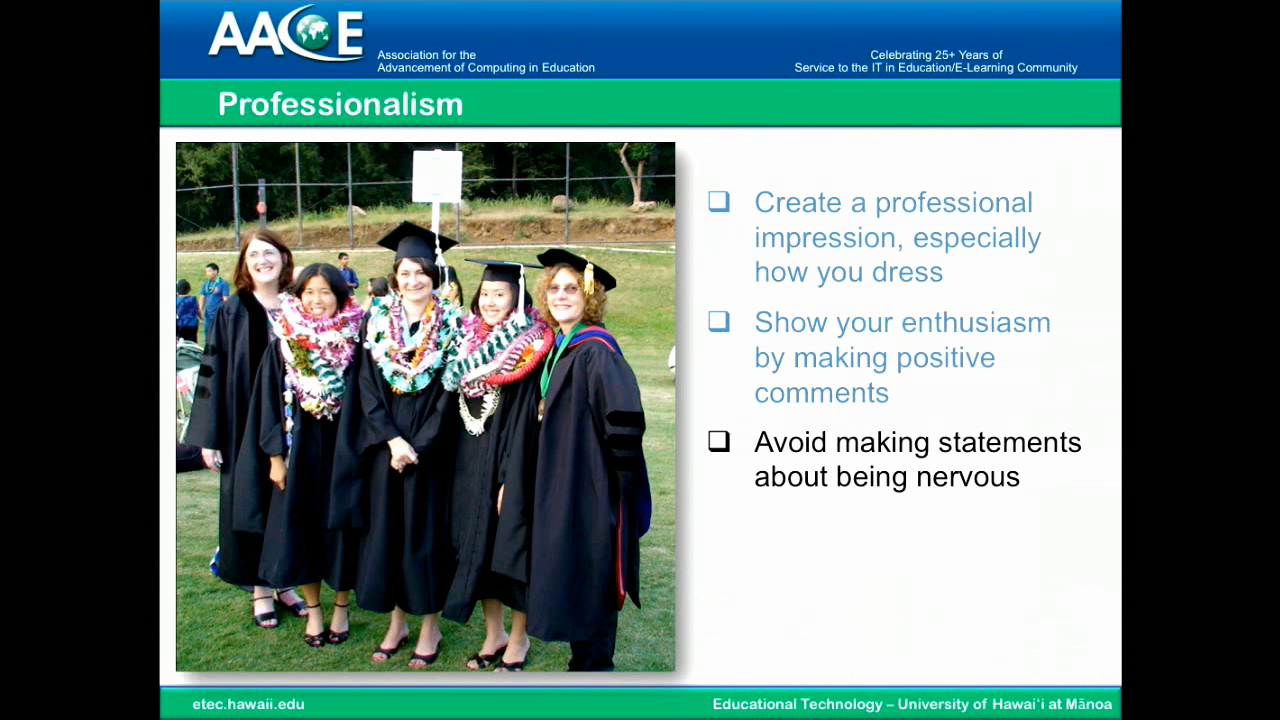 AACE
Association for the
Advancement of Computing in Education
Celebrating 25+ Years of
Service to the IT in Education/E-Learning Community
Professionalism
Create a professional
impression, especially
how you dress
Show your enthusiasm
by making positive
comments
Avoid making statements
about being nervous
etec.hawaii.edu
Educational Technology – University of Hawaiʻi at Mānoa